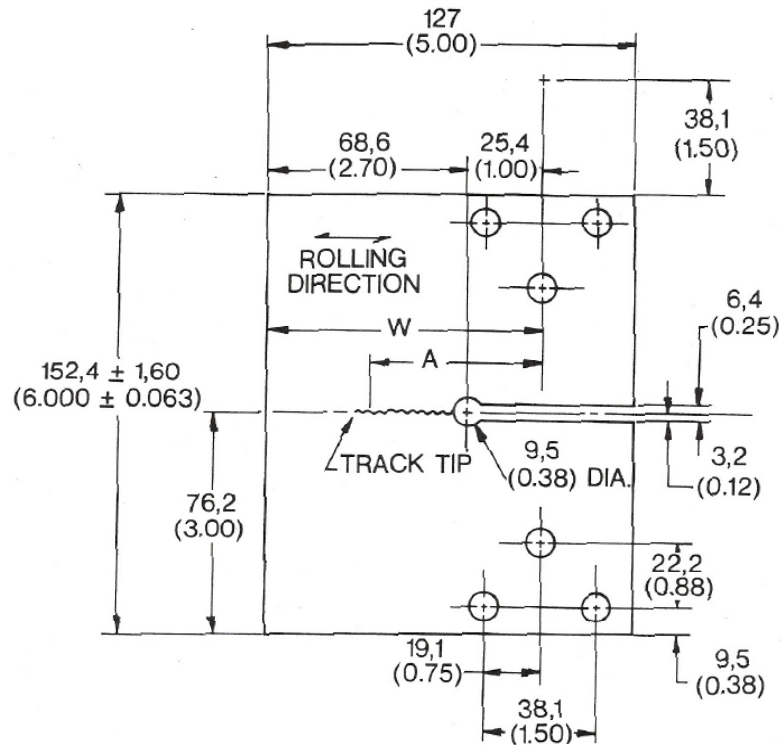 127
(5.00)
38,1
(1.50)
68,6
(2.70)
25,4
(1.00)
ROLLING
DIRECTION
W
6,4
(0.25)
A
152,4 ± 1,60
(6.000 ± 0.063)
TRACK TIP
9,5
(0.38) DIA.
3,2
(0.12)
76,2
(3.00)
22,2
(0.88)
19,1
(0.75)
9,5
(0.38)
38,1
(1.50)